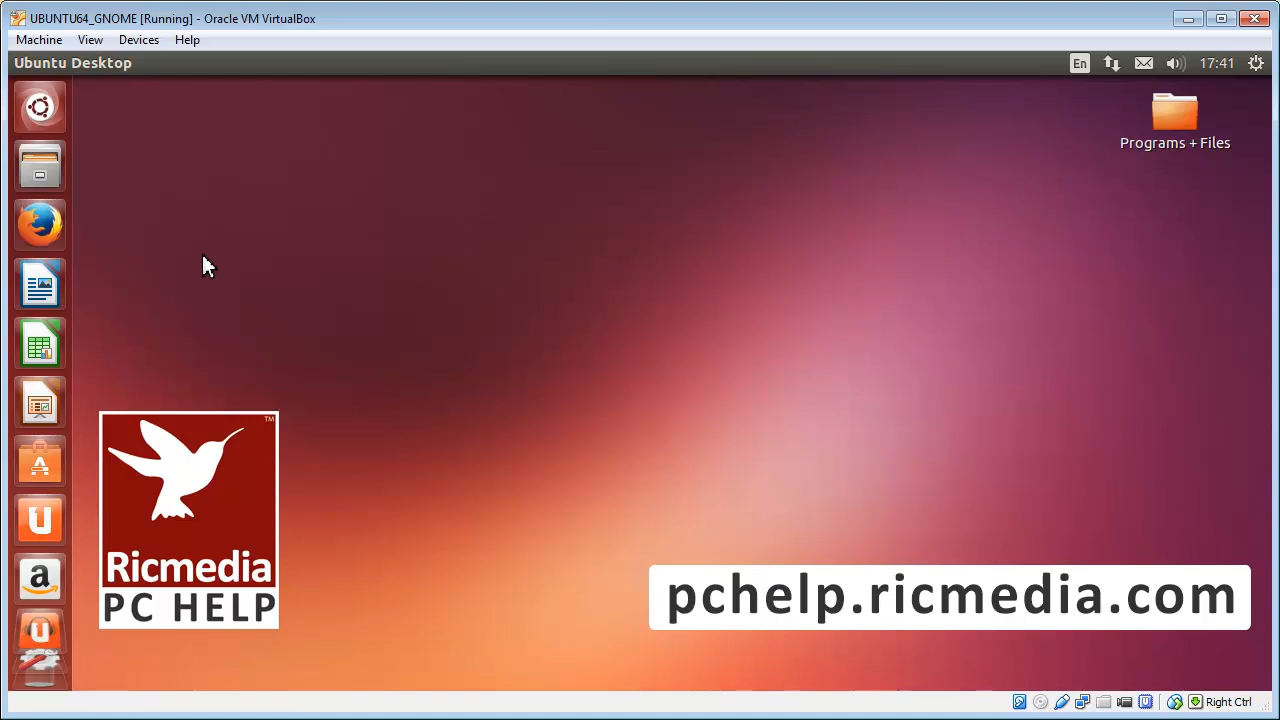 UBUNTU64_GNOME [Running] - Oracle VM VirtualBox
Machine View Devices Help
Ubuntu Desktop En 17:41
Programs + Files
TM
Ricmedia
PC HELP
pchelp.ricmedia.com
Right Ctrl